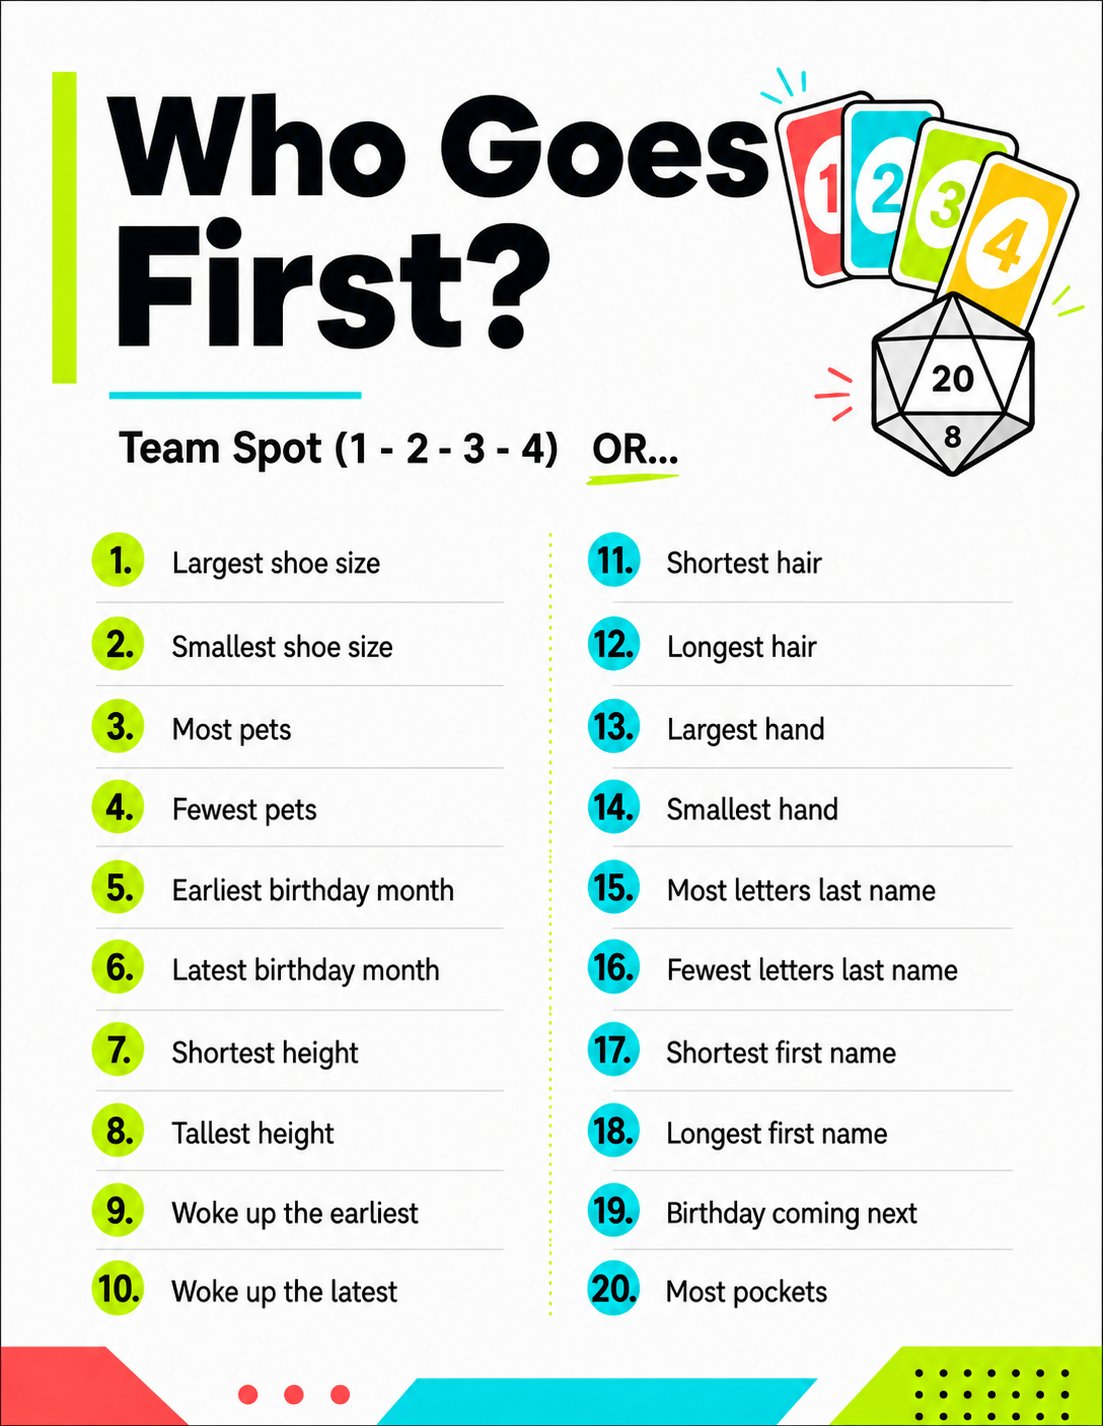 Who Goes
First?
1
2
3
4
20
8
Team Spot (1 - 2 - 3 - 4) OR...
1. Largest shoe size
2. Smallest shoe size
3. Most pets
4. Fewest pets
5. Earliest birthday month
6. Latest birthday month
7. Shortest height
8. Tallest height
9. Woke up the earliest
10. Woke up the latest
11. Shortest hair
12. Longest hair
13. Largest hand
14. Smallest hand
15. Most letters last name
16. Fewest letters last name
17. Shortest first name
18. Longest first name
19. Birthday coming next
20. Most pockets